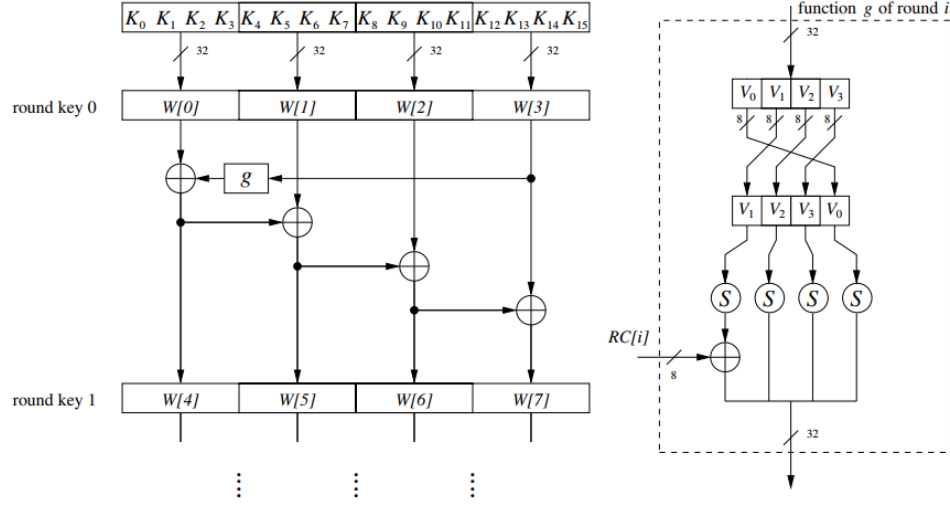 function g of round i
K₀ K₁ K₂ K₃ K₄ K₅ K₆ K₇ K₈ K₉ K₁₀ K₁₁ K₁₂ K₁₃ K₁₄ K₁₅
32 32 32 32 32
V₀ V₁ V₂ V₃
round key 0 W[0] W[1] W[2] W[3]
8 8 8 8
g
V₁ V₂ V₃ V₀
S S S S
RC[i]
8
round key 1 W[4] W[5] W[6] W[7]
32